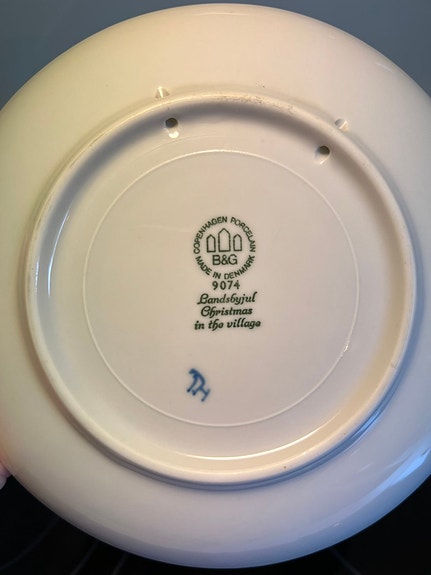 COPENHAGEN PORCELAIN
MADE IN DENMARK
B&G
9074
Landsbyjul
Christmas
in the village